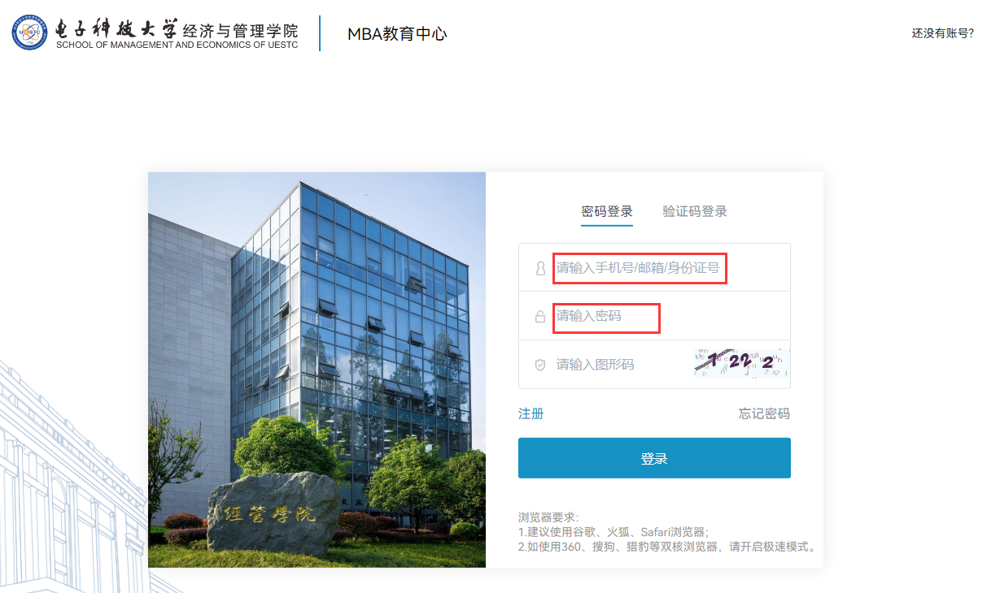 电子科技大学经济与管理学院
SCHOOL OF MANAGEMENT AND ECONOMICS OF UESTC
MBA教育中心
还没有账号?
密码登录
验证码登录
请输入手机号/邮箱/身份证号
请输入密码
请输入图形码
7222
注册
忘记密码
登录
经管学院
浏览器要求:
1.建议使用谷歌、火狐、Safari浏览器；
2.如使用360、搜狗、猎豹等双核浏览器，请开启极速模式。